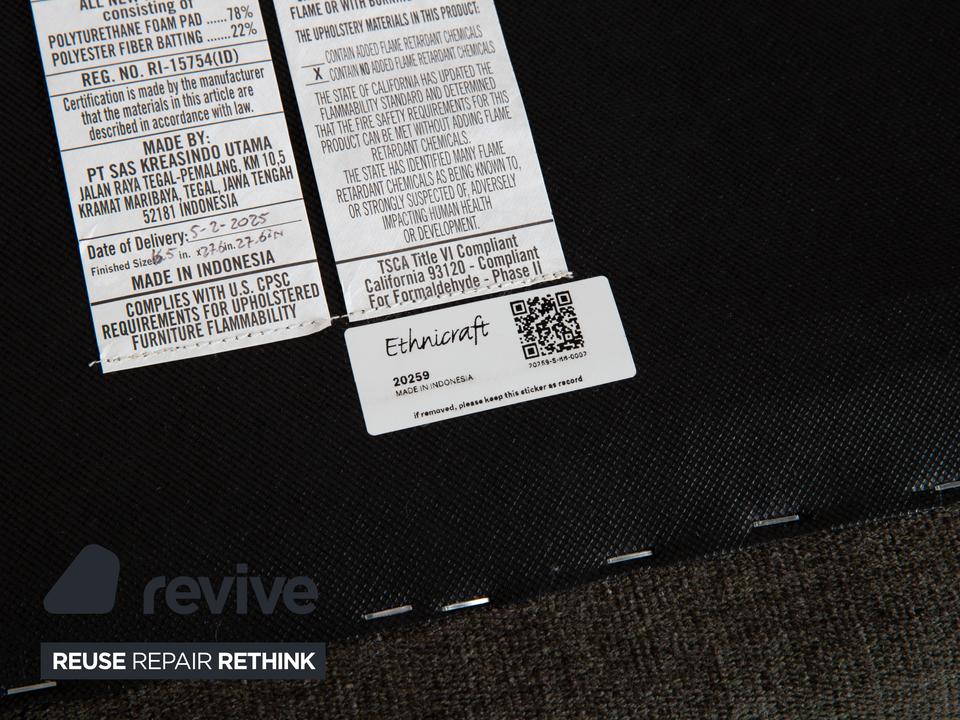 consisting of
POLYURETHANE FOAM PAD ......78%
POLYESTER FIBER BATTING .......22%
REG. NO. RI-15754(ID)
Certification is made by the manufacturer
that the materials in this article are
described in accordance with law.
MADE BY:
PT SAS KREASINDO UTAMA
JALAN RAYA TEGAL-PEMALANG, KM 10,5
KRAMAT MARIBAYA, TEGAL, JAWA TENGAH
52181 INDONESIA
Date of Delivery: 5-2-2025
Finished Size in. x in.
MADE IN INDONESIA
COMPLIES WITH U.S. CPSC
REQUIREMENTS FOR UPHOLSTERED
FURNITURE FLAMMABILITY
FLAME OR WITH
THE UPHOLSTERY MATERIALS IN THIS PRODUCT:
CONTAIN ADDED FLAME RETARDANT CHEMICALS
X CONTAIN NO ADDED FLAME RETARDANT CHEMICALS
THE STATE OF CALIFORNIA HAS UPDATED THE
FLAMMABILITY STANDARD AND DETERMINED
THAT THE FIRE SAFETY REQUIREMENTS FOR THIS
PRODUCT CAN BE MET WITHOUT ADDING FLAME
RETARDANT CHEMICALS.
THE STATE HAS IDENTIFIED MANY FLAME
RETARDANT CHEMICALS AS BEING KNOWN TO,
OR STRONGLY SUSPECTED OF, ADVERSELY
IMPACTING HUMAN HEALTH
OR DEVELOPMENT.
TSCA Title VI Compliant
California 93120 - Compliant
For Formaldehyde - Phase II
Ethnicraft
20259
MADE IN INDONESIA
if removed, please keep this sticker as record
revive
REUSE REPAIR RETHINK